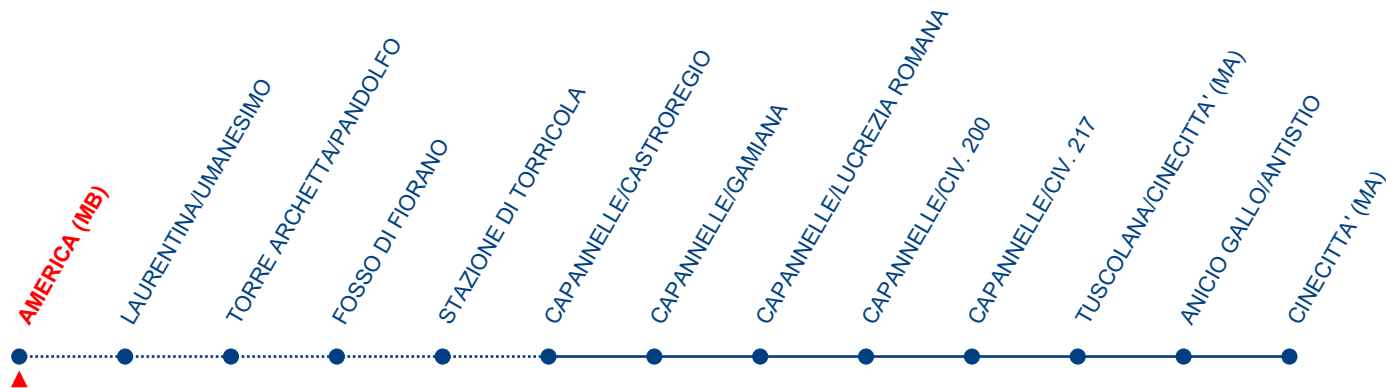 AMERICA (MB)
LAURENTINA/UMANESIMO
TORRE ARCHETTA/PANDOLFO
FOSSO DI FIORANO
STAZIONE DI TORRICOLA
CAPANNELLE/CASTROREGIO
CAPANNELLE/GAMIANA
CAPANNELLE/LUCREZIA ROMANA
CAPANNELLE/CIV. 200
CAPANNELLE/CIV. 217
TUSCOLANA/CINECITTA' (MA)
ANICIO GALLO/ANTISTIO
CINECITTA' (MA)